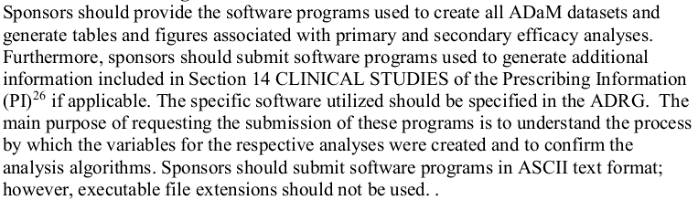 Sponsors should provide the software programs used to create all ADaM datasets and
generate tables and figures associated with primary and secondary efficacy analyses.
Furthermore, sponsors should submit software programs used to generate additional
information included in Section 14 CLINICAL STUDIES of the Prescribing Information
(PI)26 if applicable. The specific software utilized should be specified in the ADRG.  The
main purpose of requesting the submission of these programs is to understand the process
by which the variables for the respective analyses were created and to confirm the
analysis algorithms. Sponsors should submit software programs in ASCII text format;
however, executable file extensions should not be used. .